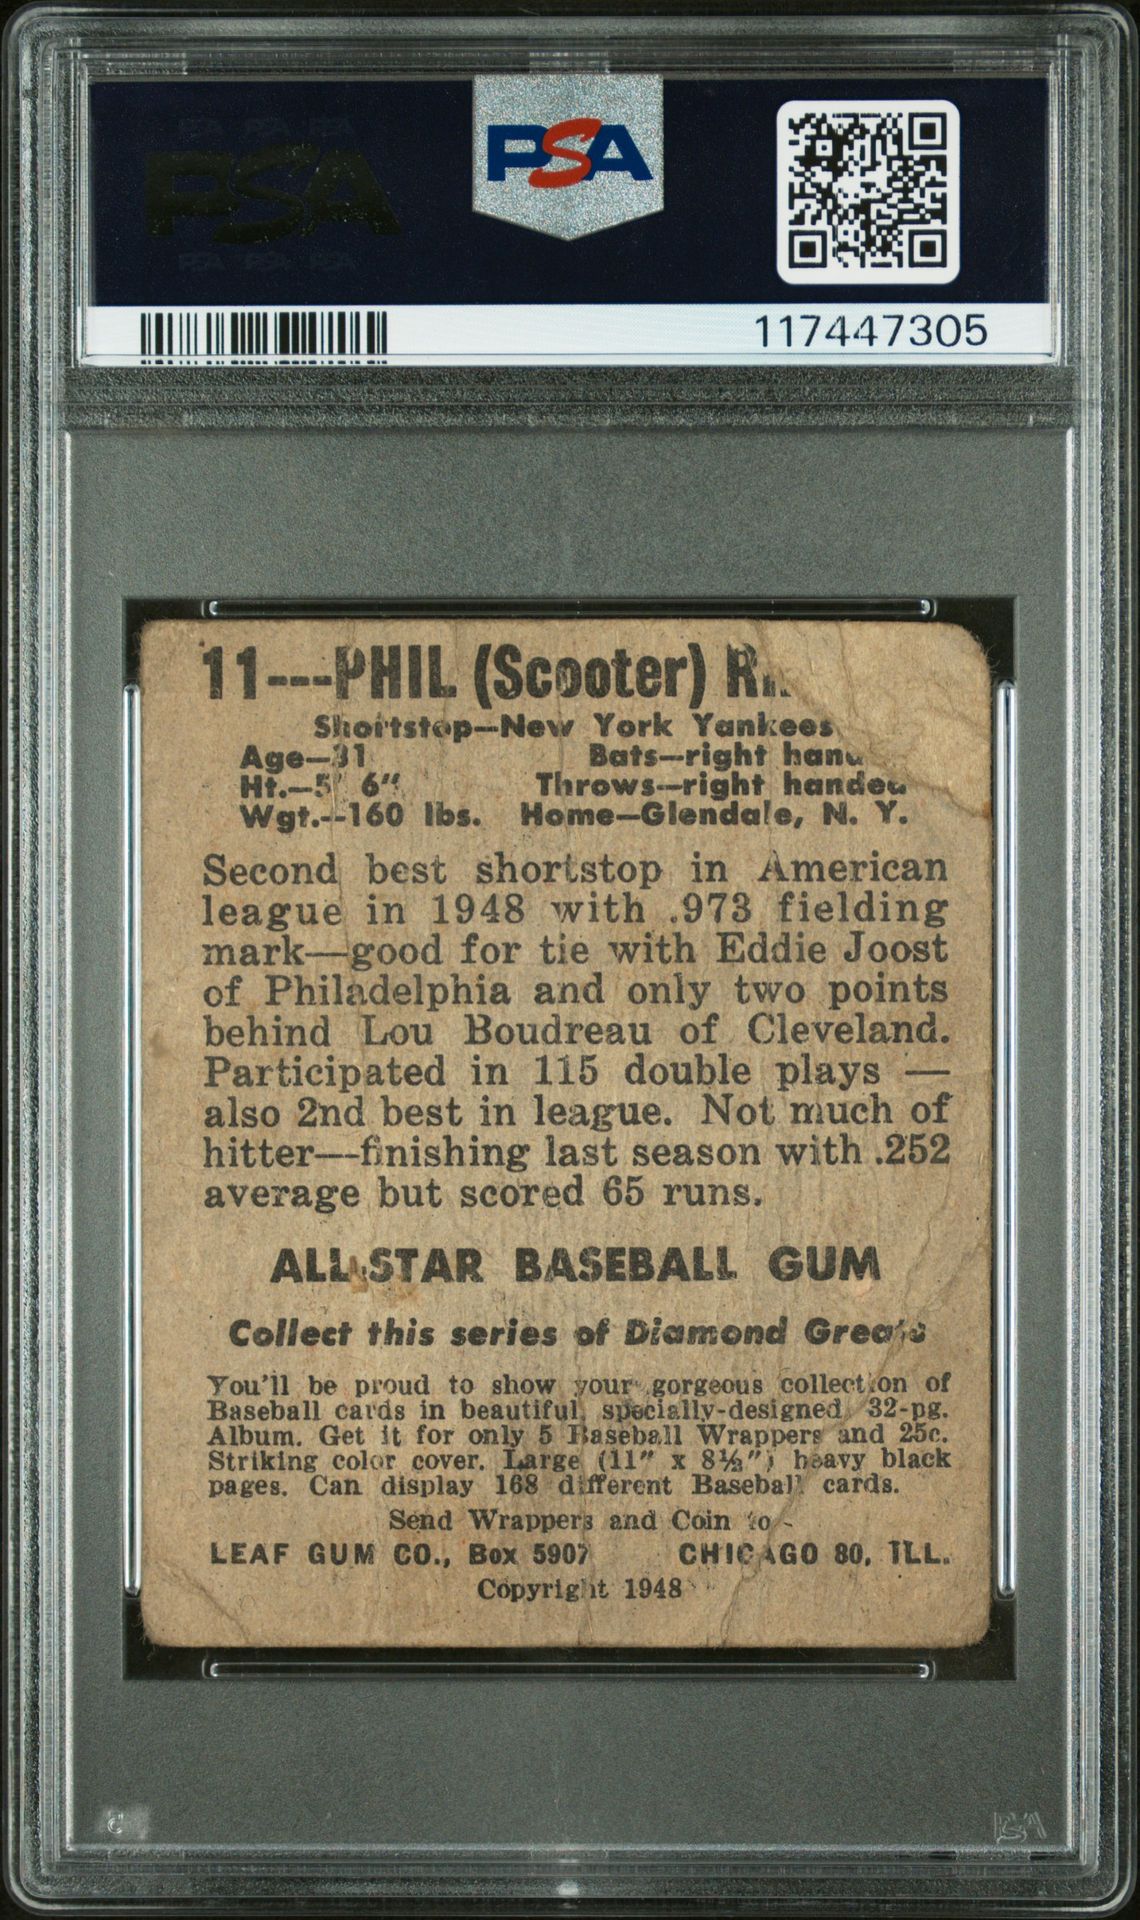 PSA
117447305
11---PHIL (Scooter)
Shortstop—New York Yankees
Age—31 Bats—right
Ht.—5' 6" Throws—right handed
Wgt.--160 lbs. Home—Glendale, N. Y.
Second best shortstop in American
league in 1948 with .973 fielding
mark—good for tie with Eddie Joost
of Philadelphia and only two points
behind Lou Boudreau of Cleveland.
Participated in 115 double plays —
also 2nd best in league. Not much of
hitter—finishing last season with .252
average but scored 65 runs.
ALL-STAR BASEBALL GUM
Collect this series of Diamond Greats
You'll be proud to show your gorgeous collection of
Baseball cards in beautiful, specially-designed 32-pg.
Album. Get it for only 5 Baseball Wrappers and 25c.
Striking color cover. Large (11" x 8½") heavy black
pages. Can display 168 different Baseball cards.
Send Wrappers and Coin to -
LEAF GUM CO., Box 5907 CHICAGO 80, ILL.
Copyright 1948